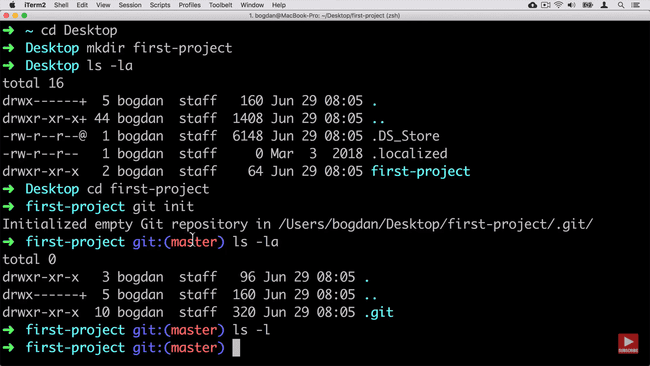 iTerm2 Shell Edit View Session Scripts Profiles Toolbelt Window Help
1. bogdan@MacBook-Pro: ~/Desktop/first-project (zsh)
➜ ~ cd Desktop
➜ Desktop mkdir first-project
➜ Desktop ls -la
total 16
drwx------+ 5 bogdan staff 160 Jun 29 08:05 .
drwxr-xr-x+ 44 bogdan staff 1408 Jun 29 08:05 ..
-rw-r--r--@ 1 bogdan staff 6148 Jun 29 08:05 .DS_Store
-rw-r--r-- 1 bogdan staff 0 Mar 3 2018 .localized
drwxr-xr-x 2 bogdan staff 64 Jun 29 08:05 first-project
➜ Desktop cd first-project
➜ first-project git init
Initialized empty Git repository in /Users/bogdan/Desktop/first-project/.git/
➜ first-project git:(master) ls -la
total 0
drwxr-xr-x 3 bogdan staff 96 Jun 29 08:05 .
drwx------+ 5 bogdan staff 160 Jun 29 08:05 ..
drwxr-xr-x 10 bogdan staff 320 Jun 29 08:05 .git
➜ first-project git:(master) ls -l
➜ first-project git:(master)
SUBSCRIBE